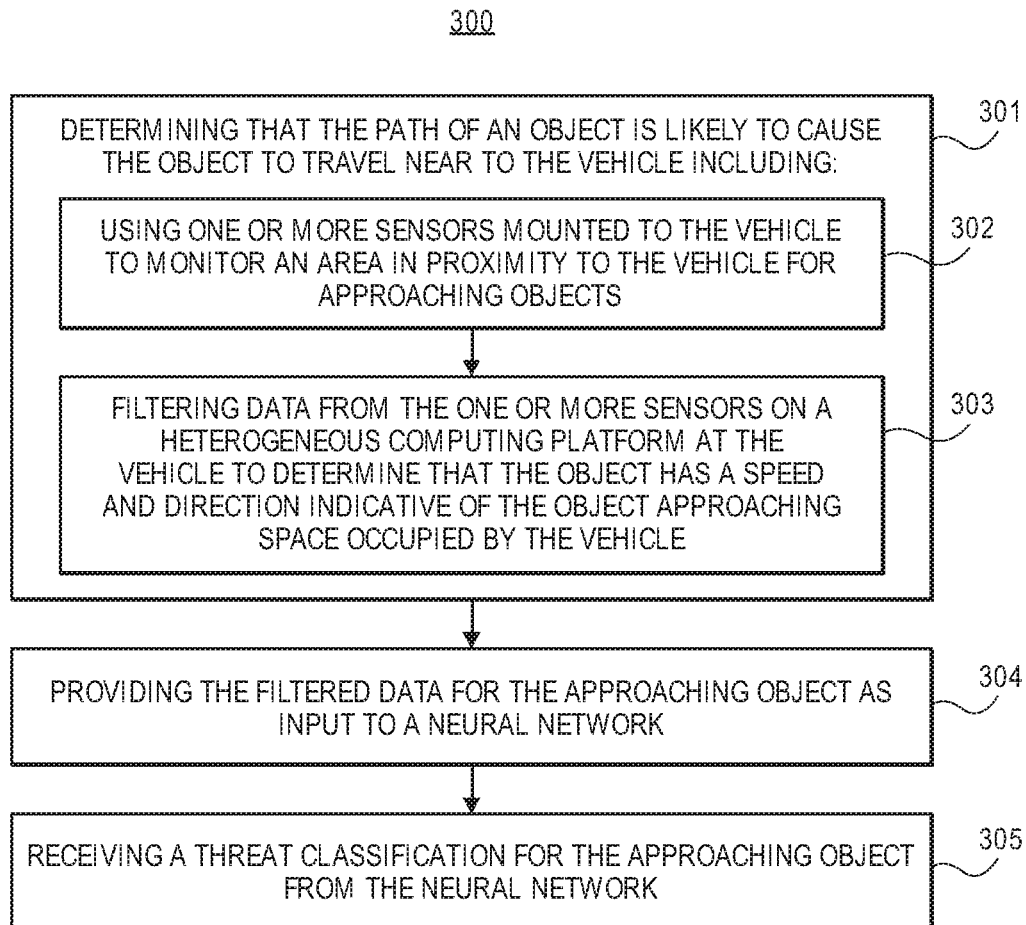 300
301
DETERMINING THAT THE PATH OF AN OBJECT IS LIKELY TO CAUSE
THE OBJECT TO TRAVEL NEAR TO THE VEHICLE INCLUDING:
302
USING ONE OR MORE SENSORS MOUNTED TO THE VEHICLE
TO MONITOR AN AREA IN PROXIMITY TO THE VEHICLE FOR
APPROACHING OBJECTS
303
FILTERING DATA FROM THE ONE OR MORE SENSORS ON A
HETEROGENEOUS COMPUTING PLATFORM AT THE
VEHICLE TO DETERMINE THAT THE OBJECT HAS A SPEED
AND DIRECTION INDICATIVE OF THE OBJECT APPROACHING
SPACE OCCUPIED BY THE VEHICLE
304
PROVIDING THE FILTERED DATA FOR THE APPROACHING OBJECT AS
INPUT TO A NEURAL NETWORK
305
RECEIVING A THREAT CLASSIFICATION FOR THE APPROACHING OBJECT
FROM THE NEURAL NETWORK